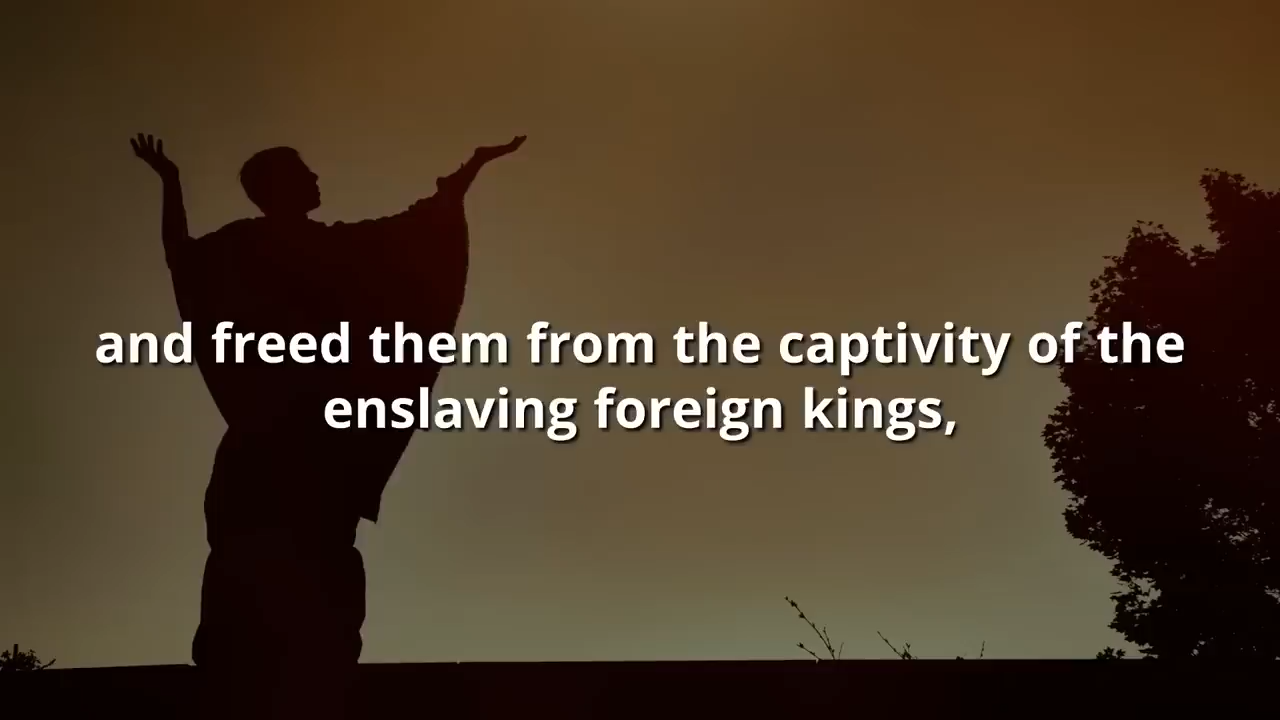 and freed them from the captivity of the
enslaving foreign kings,